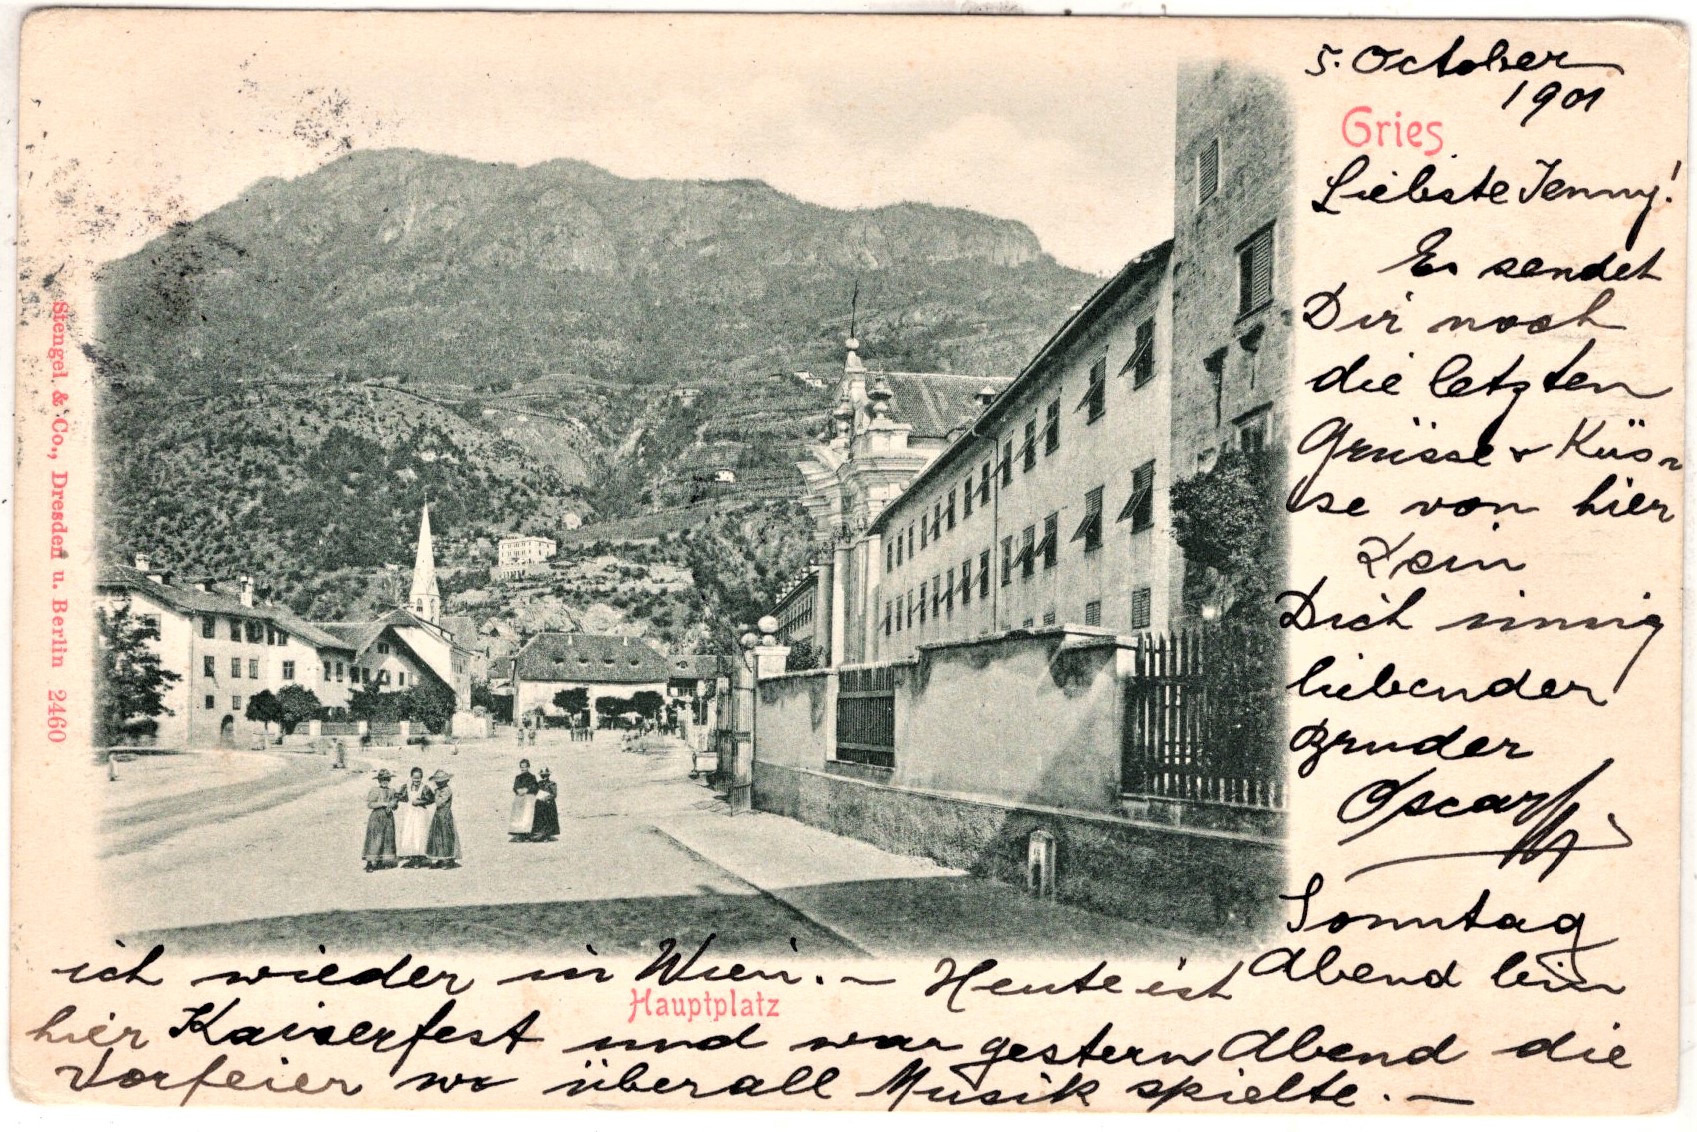 5. October
1901
Gries
Liebste Jenny!
Es sendet
Dir noch
die letzten
Grüsse & Küs-
se von hier
Dein
Dich innig
liebender
Bruder
Oscar
Sonntag
Abend bin
ich wieder in Wien. – Heute ist
Hauptplatz
hier Kaiserfest und war gestern Abend die
Vorfeier wo überall Musik spielte. –
Stengel & Co., Dresden u. Berlin 2460